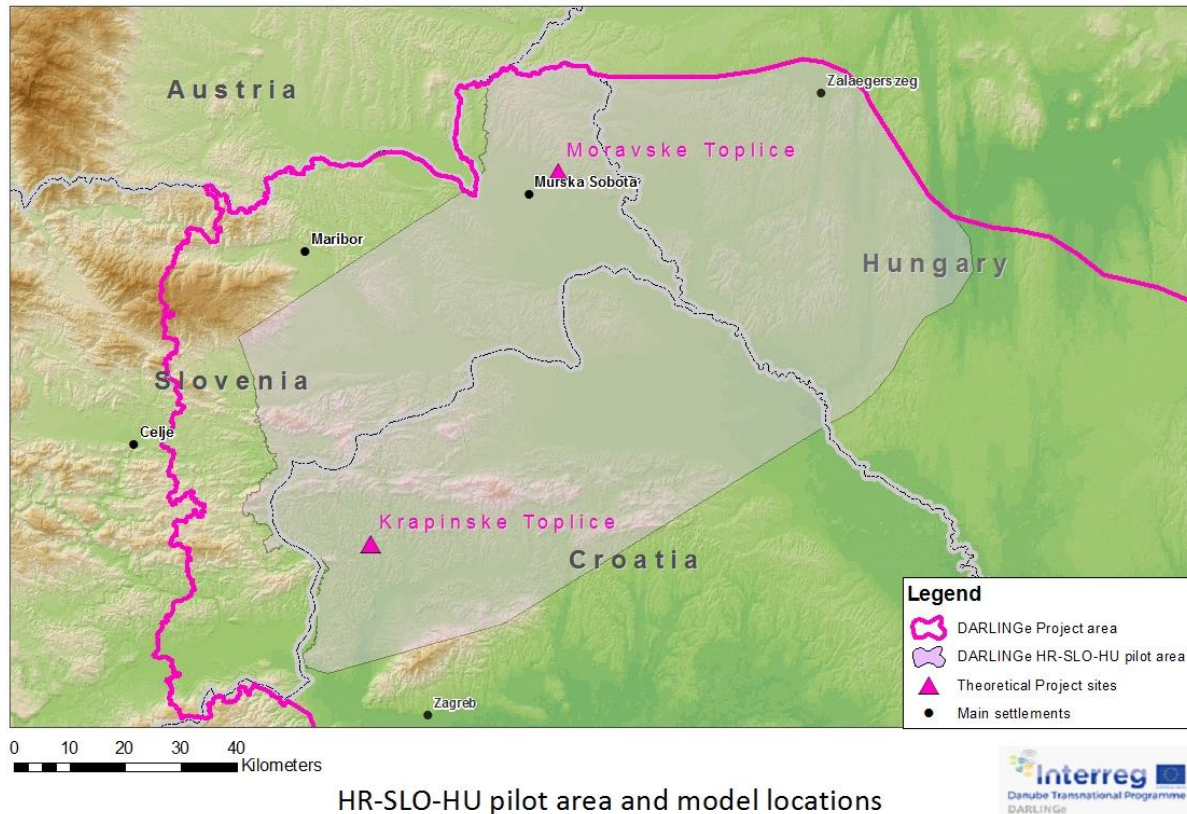 Austria
Zalaegerszeg
Moravske Toplice
Murska Sobota
Maribor
Hungary
Slovenia
Celje
Krapinske Toplice
Croatia
Zagreb
Legend
DARLINGe Project area
DARLINGe HR-SLO-HU pilot area
Theoretical Project sites
Main settlements
0 10 20 30 40
Kilometers
HR-SLO-HU pilot area and model locations
Interreg
Danube Transnational Programme
DARLINGe